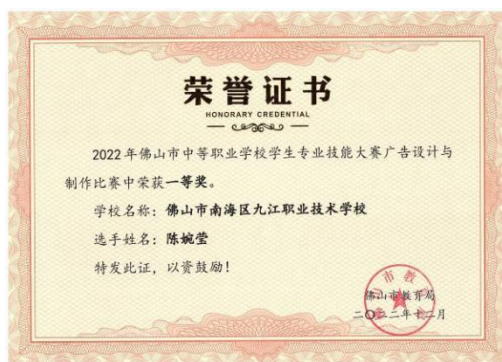 荣誉证书
HONORARY CREDENTIAL
2022年佛山市中等职业学校学生专业技能大赛广告设计与
制作比赛中荣获一等奖。
学校名称：佛山市南海区九江职业技术学校
选手姓名：陈婉莹
特发此证，以资鼓励！
佛山市教育局
二〇二二年十二月